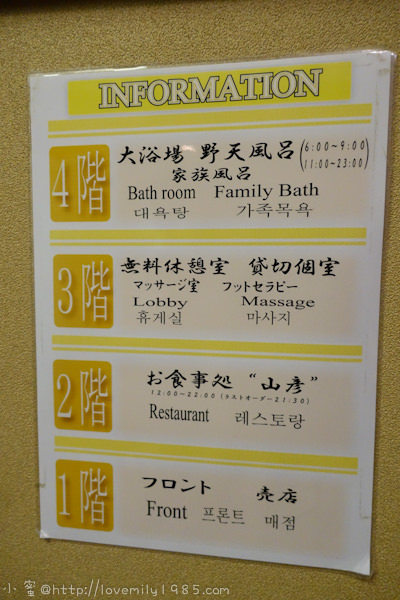 INFORMATION
4階
大浴場 野天風呂 (6:00~9:00 11:00~23:00)
家族風呂
Bath room Family Bath
대욕탕 가족목욕
3階
無料休憩室 貸切個室
マッサージ室 フットセラピー
Lobby Massage
휴게실 마사지
2階
お食事処 “山彦”
12:00~22:00 (ラストオーダー21:30)
Restaurant 레스토랑
1階
フロント 売店
Front 프론트 매점
小蜜@http://lovemily1985.com